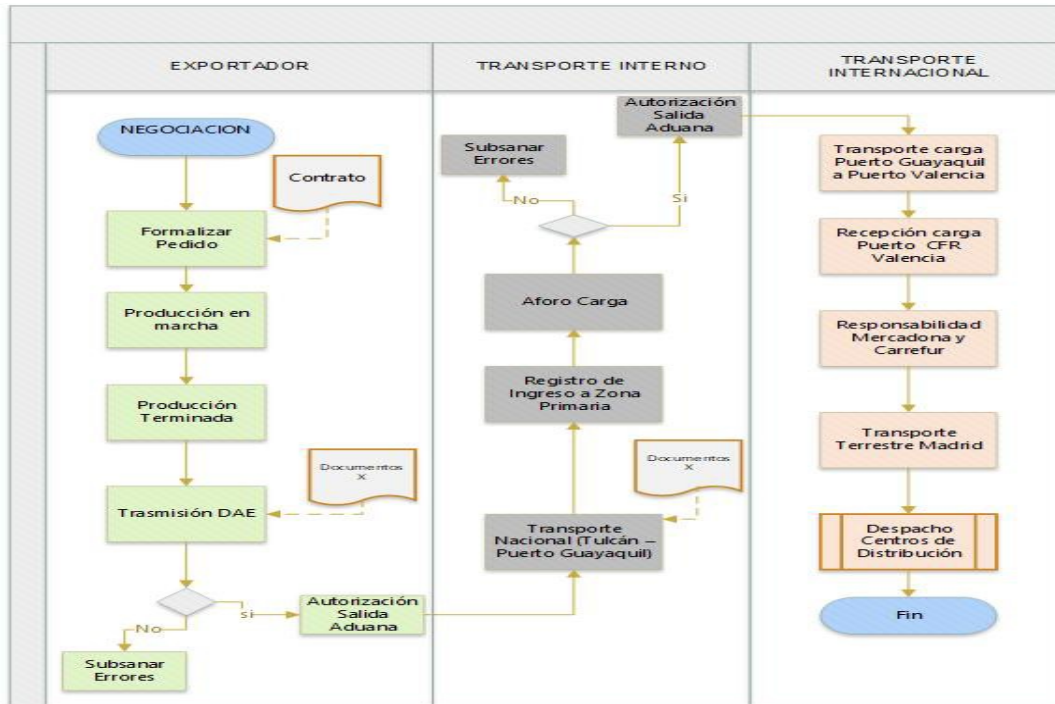 EXPORTADOR
TRANSPORTE INTERNO
TRANSPORTE
INTERNACIONAL
NEGOCIACION
Contrato
Formalizar
Pedido
Producción en
marcha
Producción
Terminada
Documentos
X
Trasmisión DAE
No
si
Subsanar
Errores
Autorización
Salida
Aduana
Transporte
Nacional (Tulcán –
Puerto Guayaquil)
Documentos
X
Registro de
Ingreso a Zona
Primaria
Aforo Carga
No
Si
Subsanar
Errores
Autorización
Salida
Aduana
Transporte carga
Puerto Guayaquil
a Puerto Valencia
Recepción carga
Puerto CFR
Valencia
Responsabilidad
Mercadona y
Carrefur
Transporte
Terrestre Madrid
Despacho
Centros de
Distribución
Fin